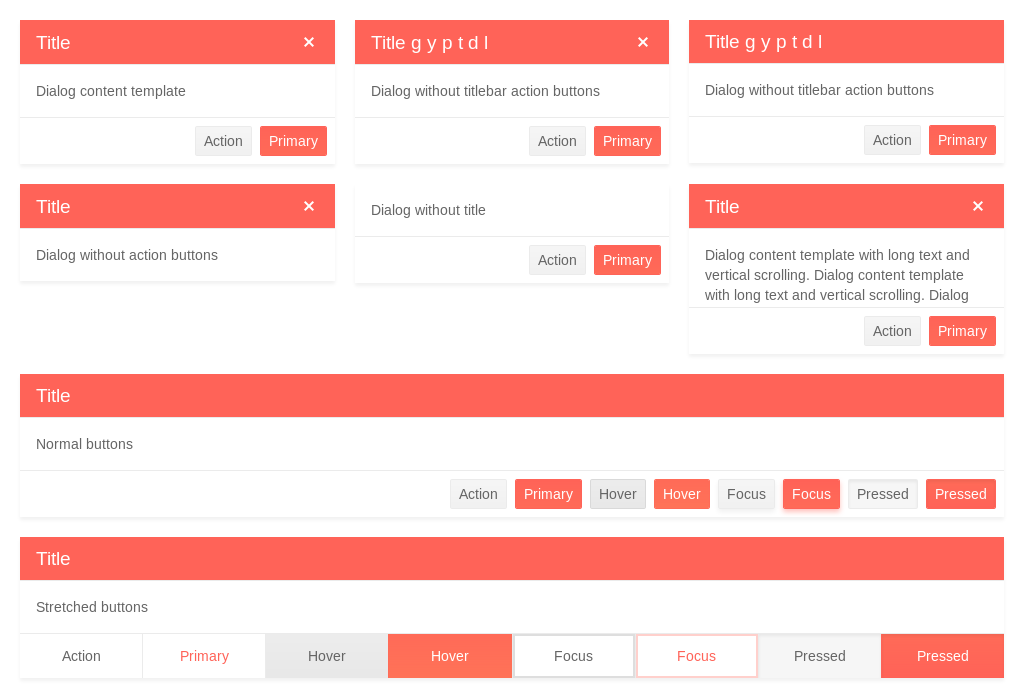 Title
Dialog content template
Action Primary
Title g y p t d l
Dialog without titlebar action buttons
Action Primary
Title g y p t d l
Dialog without titlebar action buttons
Action Primary
Title
Dialog without action buttons
Dialog without title
Action Primary
Title
Dialog content template with long text and
vertical scrolling. Dialog content template
with long text and vertical scrolling. Dialog
Action Primary
Title
Normal buttons
Action Primary Hover Hover Focus Focus Pressed Pressed
Title
Stretched buttons
Action Primary Hover Hover Focus Focus Pressed Pressed